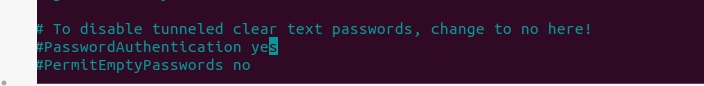 # To disable tunneled clear text passwords, change to no here!
#PasswordAuthentication yes
#PermitEmptyPasswords no